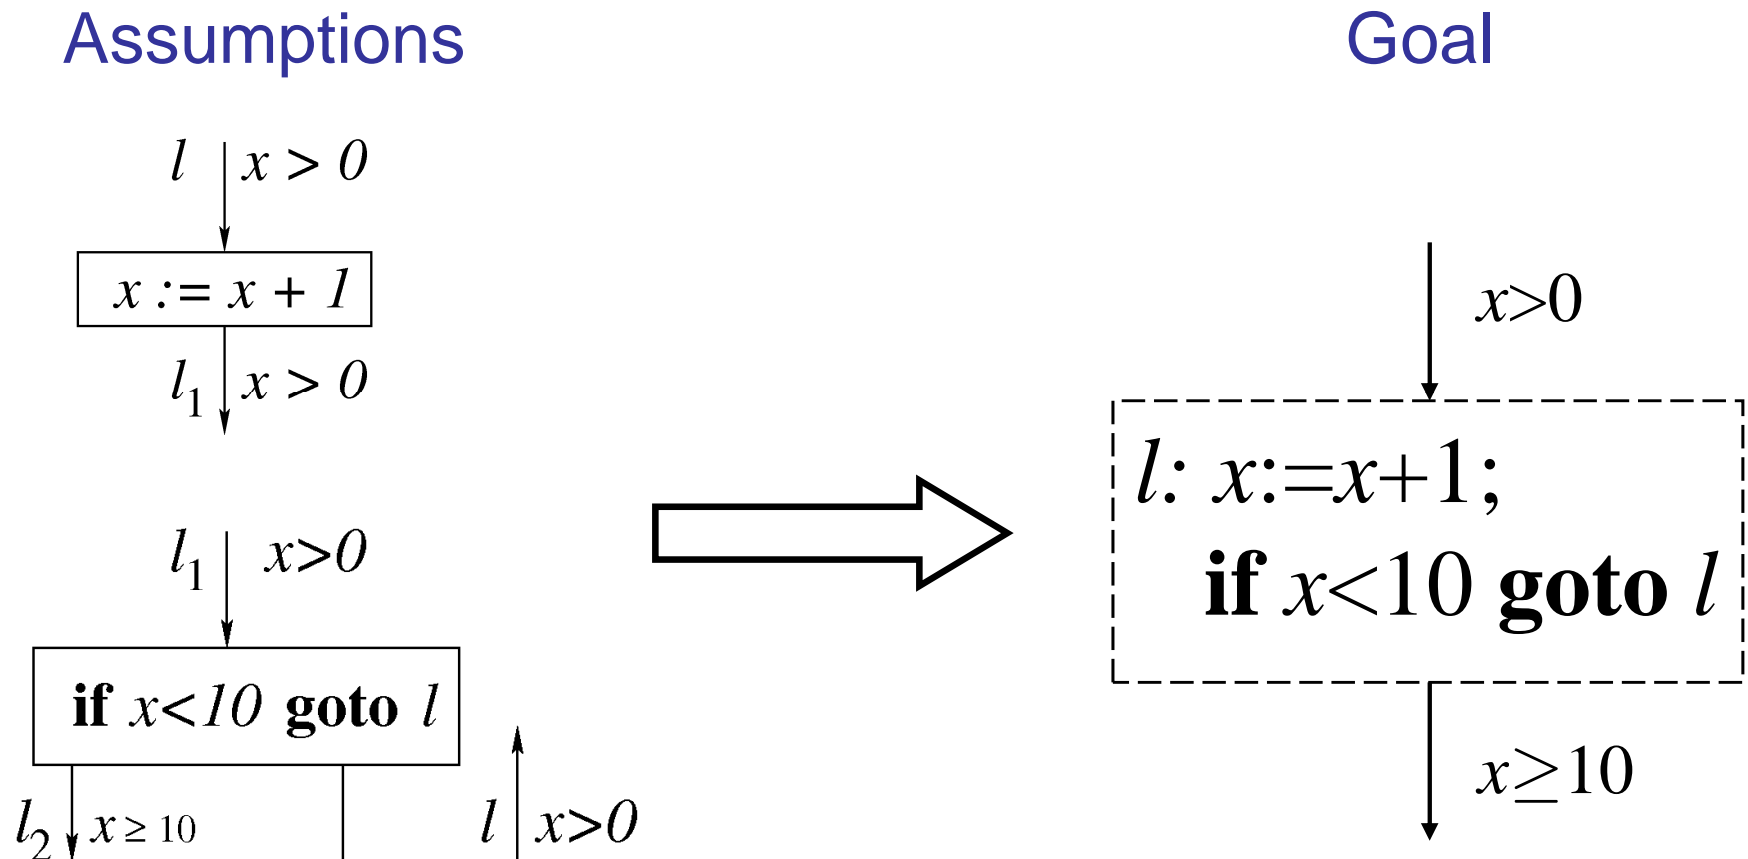 Assumptions
l x > 0
x := x + 1
l₁ x > 0
l₁ x>0
if x<10 goto l
l₂ x ≥ 10
l x>0
Goal
x>0
l: x:=x+1;
if x<10 goto l
x≥10